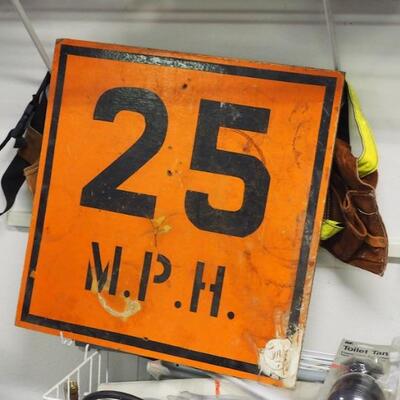 25
M.P.H.
Toilet Tan